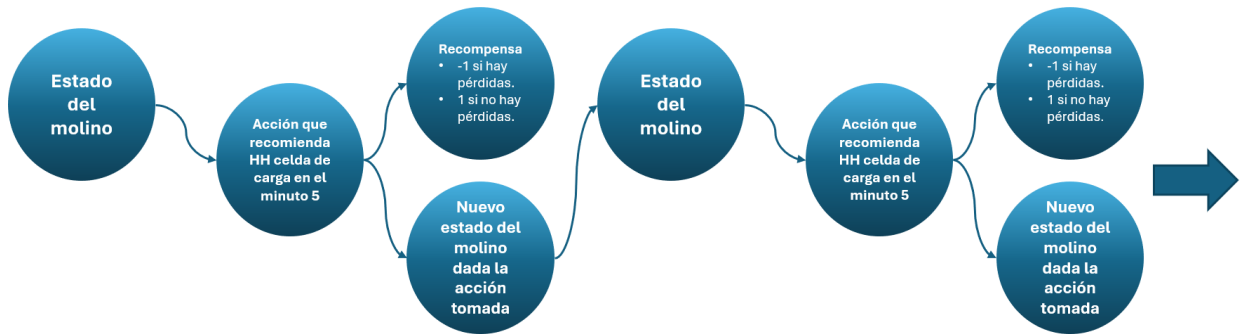 Estado
del
molino
Acción que
recomienda
HH celda de
carga en el
minuto 5
Recompensa
• -1 si hay
pérdidas.
• 1 si no hay
pérdidas.
Nuevo
estado del
molino
dada la
acción
tomada
Estado
del
molino
Acción que
recomienda
HH celda de
carga en el
minuto 5
Recompensa
• -1 si hay
pérdidas.
• 1 si no hay
pérdidas.
Nuevo
estado del
molino
dada la
acción
tomada